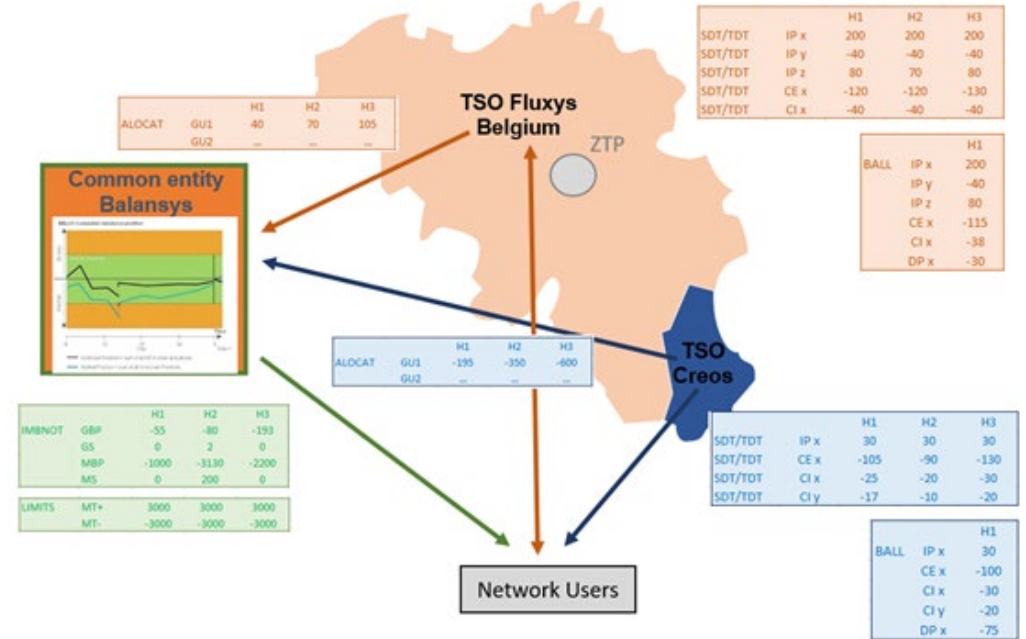 H1 H2 H3
SDT/TDT IP x 200 200 200
SDT/TDT IP y -40 -40 -40
SDT/TDT IP z 80 70 80
SDT/TDT CE x -120 -120 -130
SDT/TDT CI x -40 -40 -40
TSO Fluxys
Belgium
ZTP
H1 H2 H3
ALOCAT GU1 40 70 105
GU2 ... ... ...
H1
BALL IP x 200
IP y -40
IP z 80
CE x -115
CI x -38
DP x -30
Common entity
Balansys
H1 H2 H3
ALOCAT GU1 -195 -350 -600
GU2 ... ... ...
TSO
Creos
H1 H2 H3
IMBNOT GBP -55 -80 -193
GS 0 2 0
MBP -1000 -3130 -2200
MS 0 200 0
LIMITS MT+ 3000 3000 3000
MT- -3000 -3000 -3000
H1 H2 H3
SDT/TDT IP x 30 30 30
SDT/TDT CE x -105 -90 -130
SDT/TDT CI x -25 -20 -30
SDT/TDT CI y -17 -10 -20
H1
BALL IP x 30
CE x -100
CI x -30
CI y -20
DP x -75
Network Users